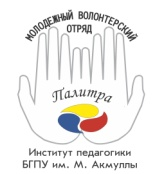 МОЛОДЕЖНЫЙ ВОЛОНТЕРСКИЙ
ОТРЯД
Палитра
Институт педагогики
БГПУ им. М. Акмуллы